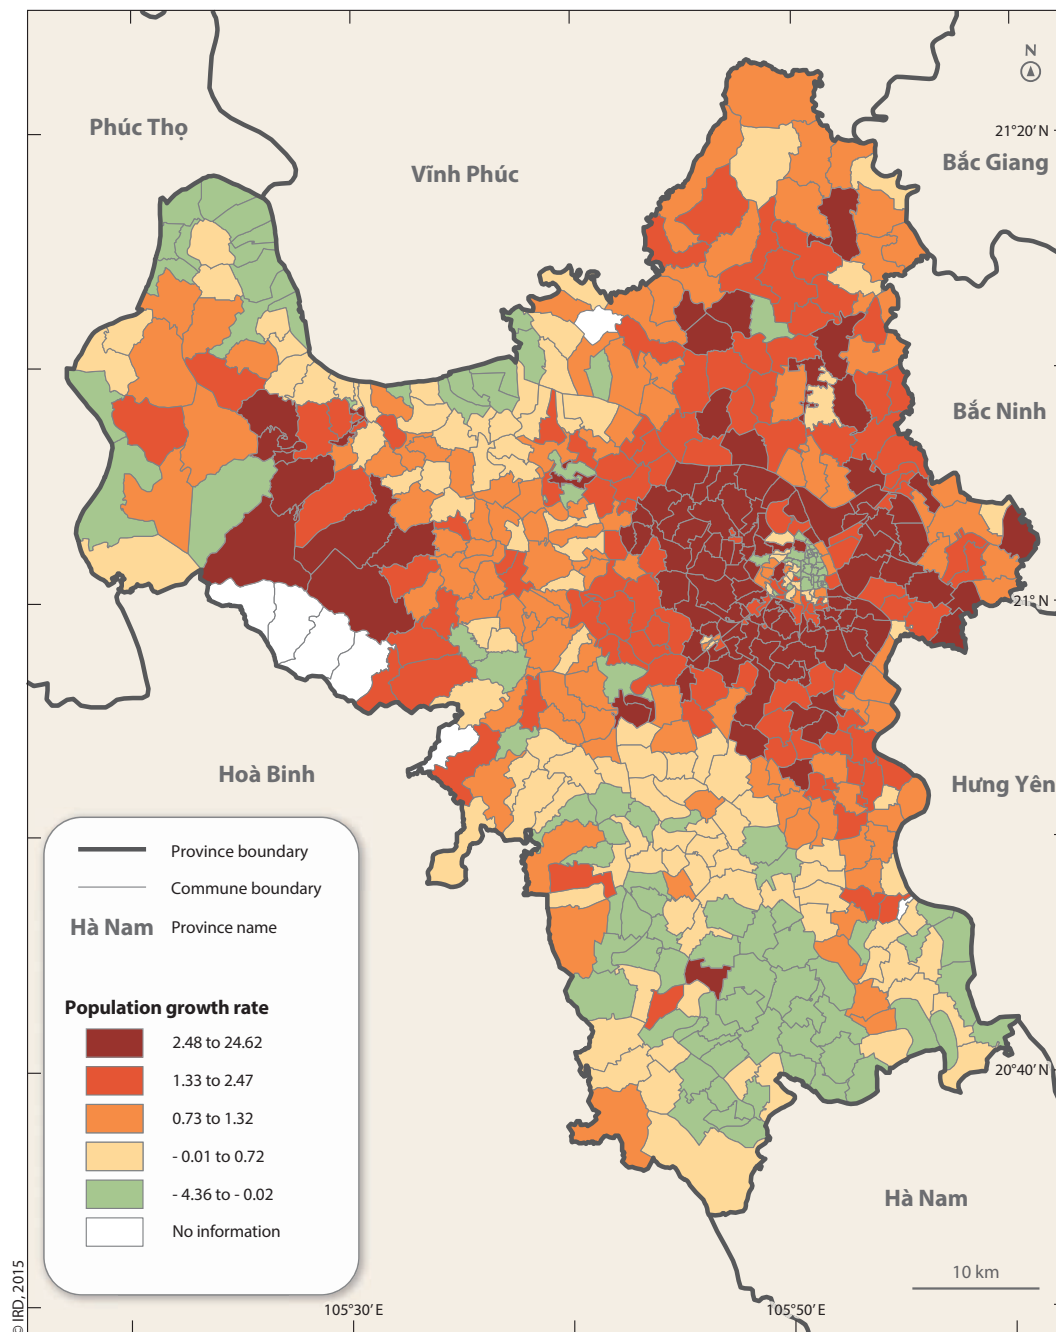 N
21°20' N
Phúc Thọ
Bắc Giang
Vĩnh Phúc
Bắc Ninh
21° N
Hoà Binh
Hưng Yên
Province boundary
Commune boundary
Hà Nam Province name
Population growth rate
2.48 to 24.62
1.33 to 2.47
0.73 to 1.32
- 0.01 to 0.72
- 4.36 to - 0.02
No information
20°40' N
Hà Nam
10 km
105°30' E
105°50' E
© IRD, 2015